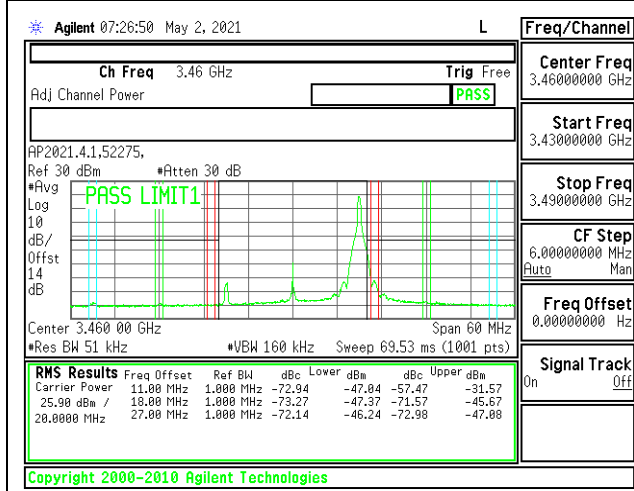 Agilent 07:26:50 May 2, 2021 L
Freq/Channel
Ch Freq 3.46 GHz Trig Free
Adj Channel Power PASS
Center Freq
3.46000000 GHz
Start Freq
3.43000000 GHz
Stop Freq
3.49000000 GHz
CF Step
6.00000000 MHz
Auto Man
Freq Offset
0.00000000 Hz
Signal Track
On Off
AP2021.4.1,52275,
Ref 30 dBm #Atten 30 dB
#Avg
Log
10
dB/
Offst
14
dB
PASS LIMIT1
Center 3.460 00 GHz Span 60 MHz
#Res BW 51 kHz #VBW 160 kHz Sweep 69.53 ms (1001 pts)
RMS Results Freq Offset Ref BW dBc Lower dBm dBc Upper dBm
Carrier Power 11.00 MHz 1.000 MHz -72.94 -47.04 -57.47 -31.57
25.90 dBm / 18.00 MHz 1.000 MHz -73.27 -47.37 -71.57 -45.67
20.0000 MHz 27.00 MHz 1.000 MHz -72.14 -46.24 -72.98 -47.08
Copyright 2000-2010 Agilent Technologies